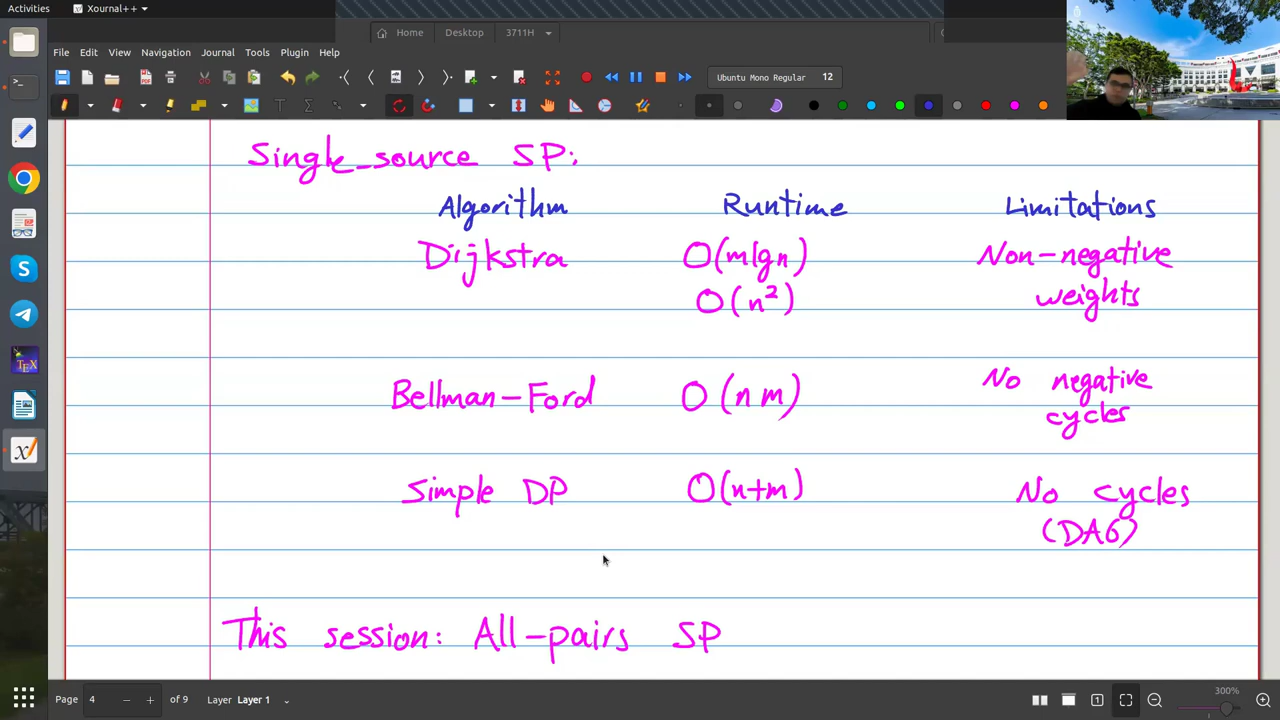 Activities Xournal++
Home Desktop 3711H
File Edit View Navigation Journal Tools Plugin Help
Ubuntu Mono Regular 12
Single-source SP:
Algorithm Runtime Limitations
Dijkstra O(m lg n) Non-negative
O(n²) weights
Bellman-Ford O(nm) No negative
cycles
Simple DP O(n+m) No cycles
(DAG)
This session: All-pairs SP
Page 4 of 9 Layer Layer 1 300%